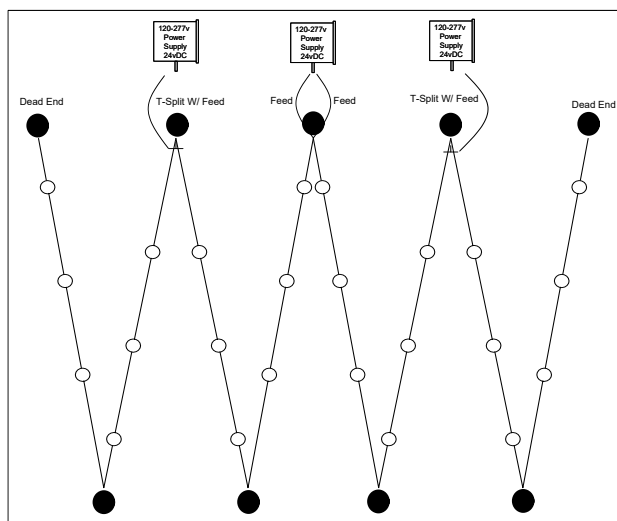 120-277v
Power
Supply
24vDC
120-277v
Power
Supply
24vDC
120-277v
Power
Supply
24vDC
Dead End
T-Split W/ Feed
Feed
Feed
T-Split W/ Feed
Dead End